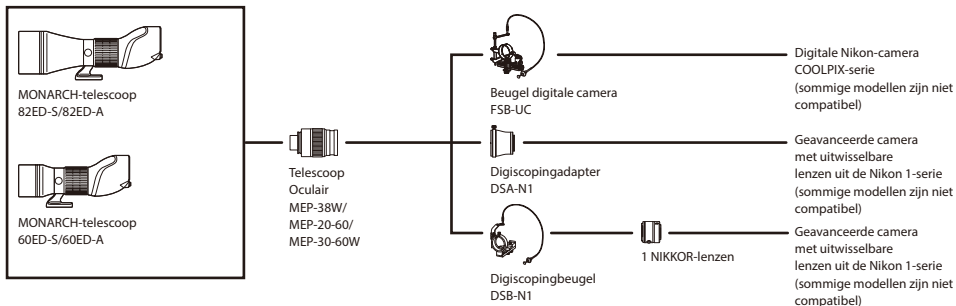 MONARCH-telescoop
82ED-S/82ED-A
MONARCH-telescoop
60ED-S/60ED-A
Telescoop
Oculair
MEP-38W/
MEP-20-60/
MEP-30-60W
Beugel digitale camera
FSB-UC
Digiscopingadapter
DSA-N1
Digiscopingbeugel
DSB-N1
1 NIKKOR-lenzen
Digitale Nikon-camera
COOLPIX-serie
(sommige modellen zijn niet
compatibel)
Geavanceerde camera
met uitwisselbare
lenzen uit de Nikon 1-serie
(sommige modellen zijn niet
compatibel)
Geavanceerde camera
met uitwisselbare
lenzen uit de Nikon 1-serie
(sommige modellen zijn niet
compatibel)